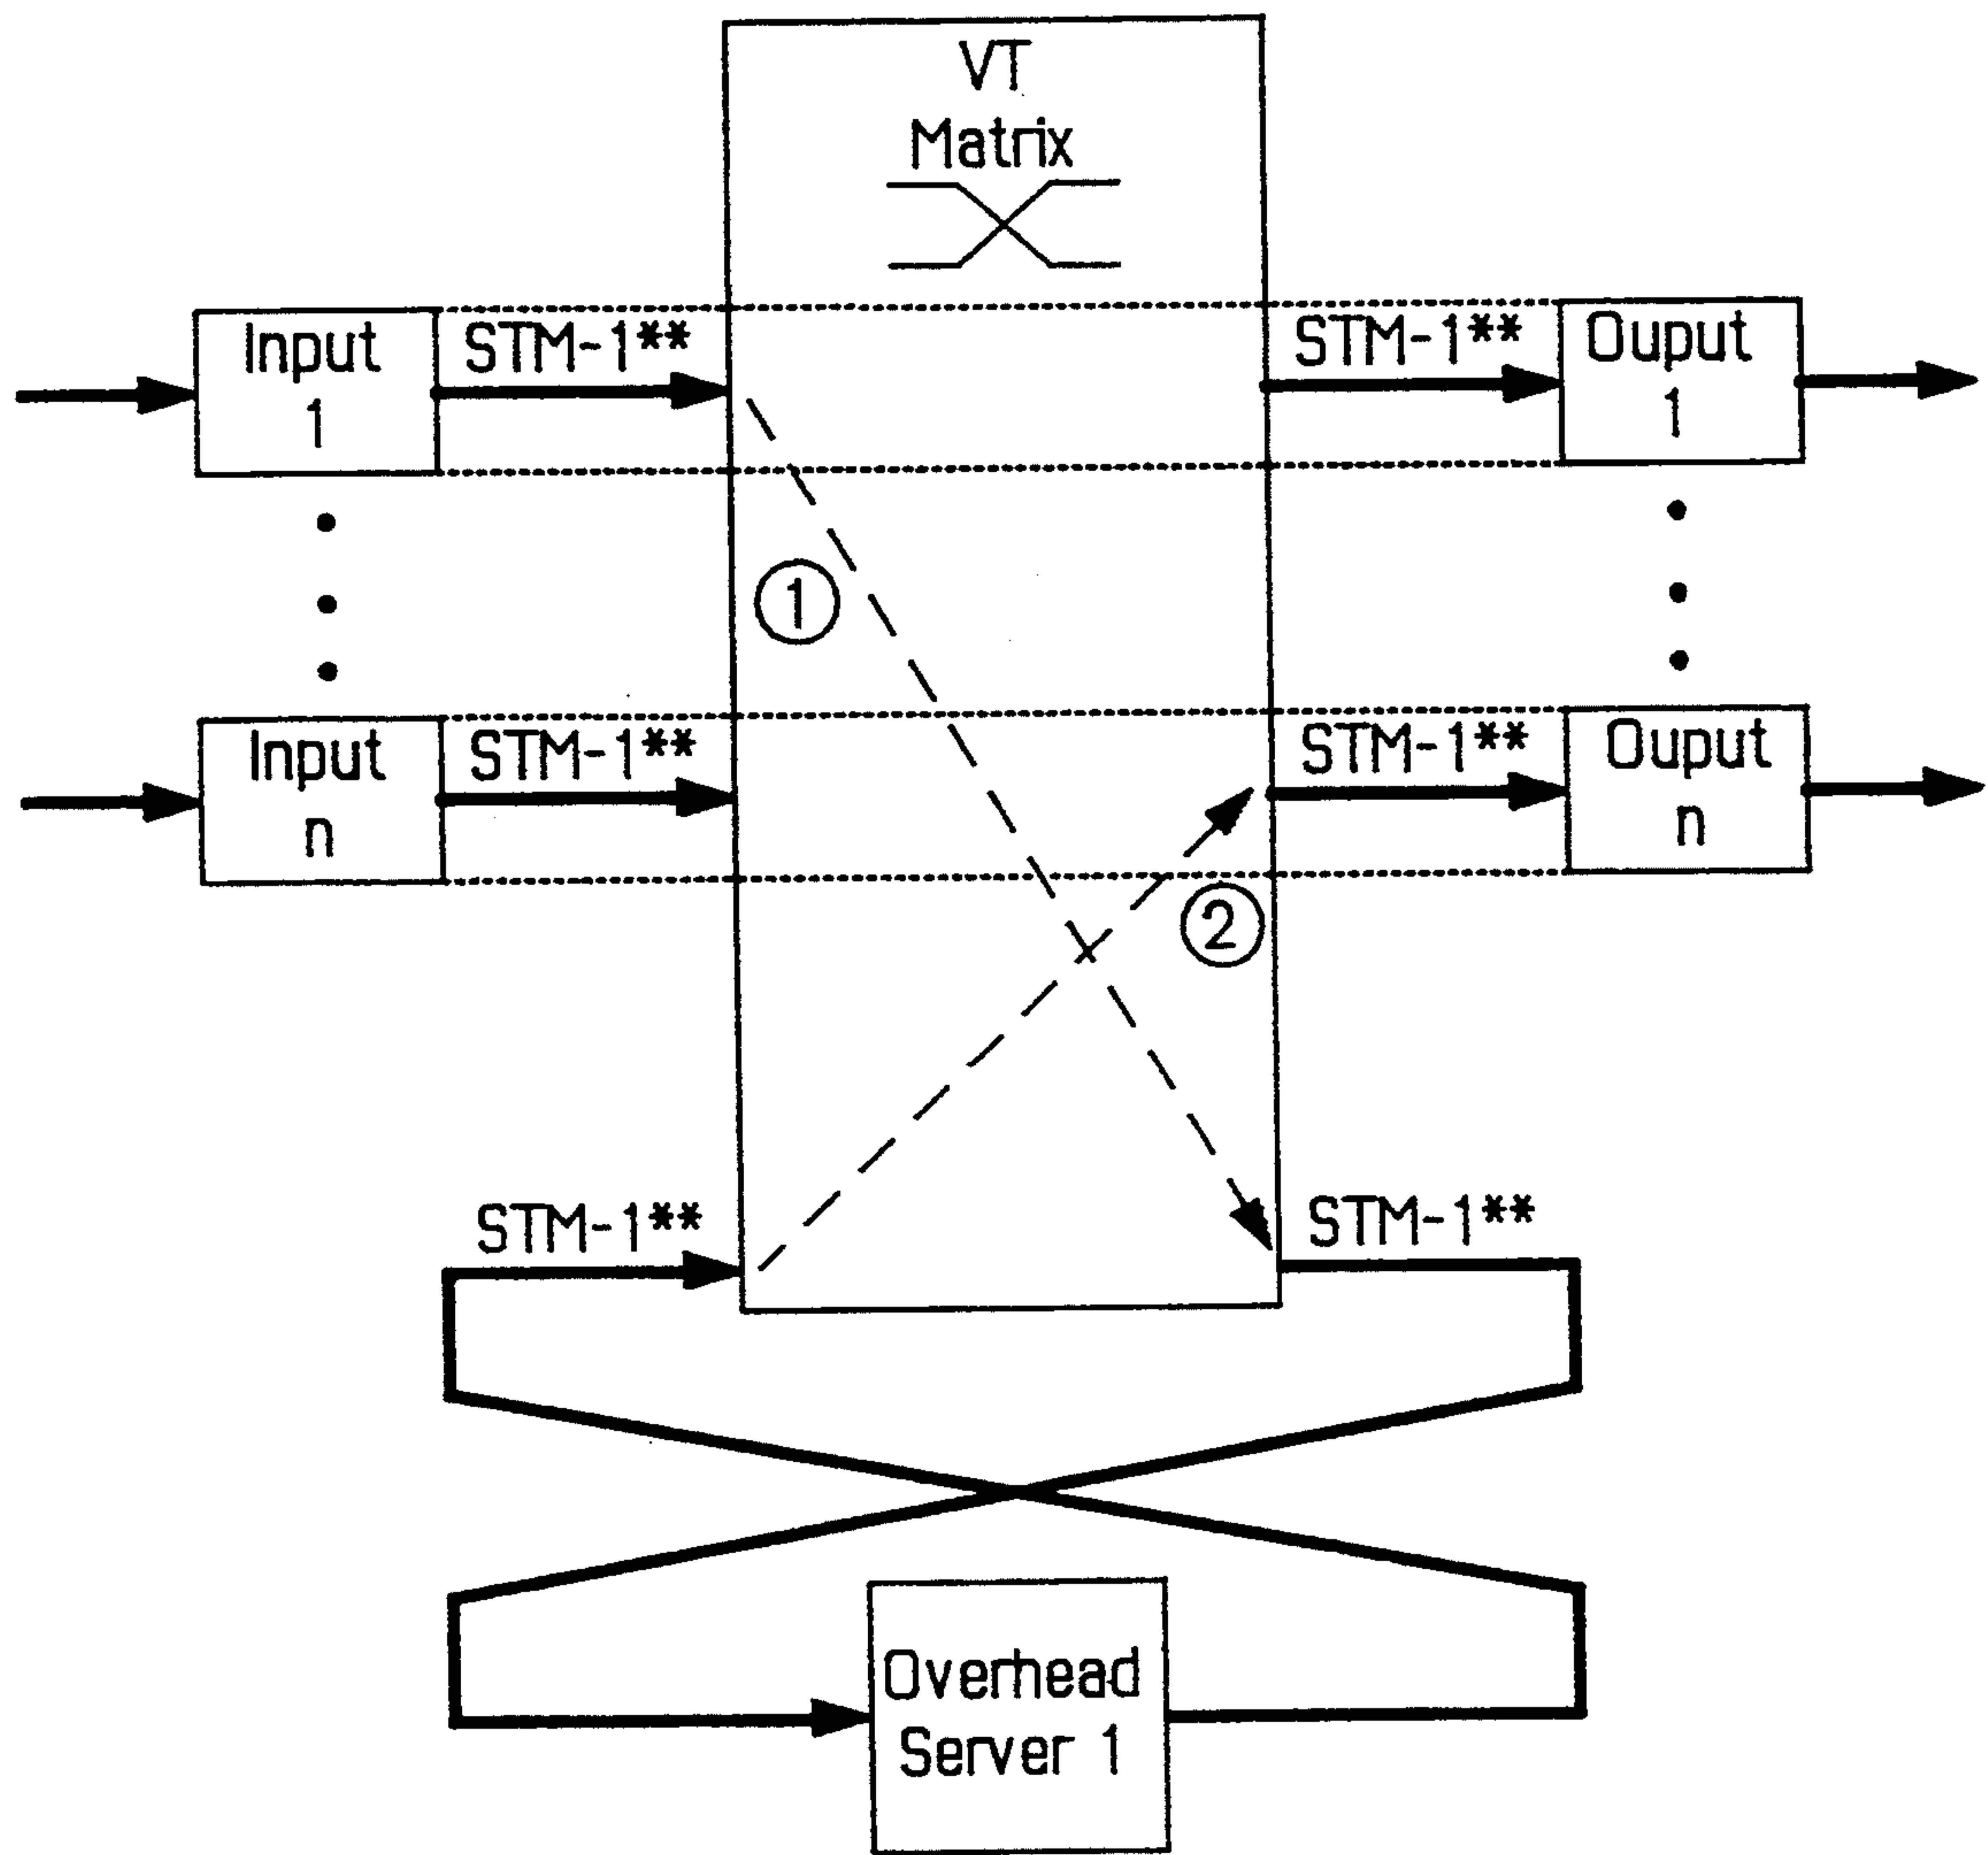 VT
Matrix
Input
1
STM-1**
STM-1**
Ouput
1
1
Input
n
STM-1**
STM-1**
Ouput
n
2
STM-1**
STM-1**
Overhead
Server 1